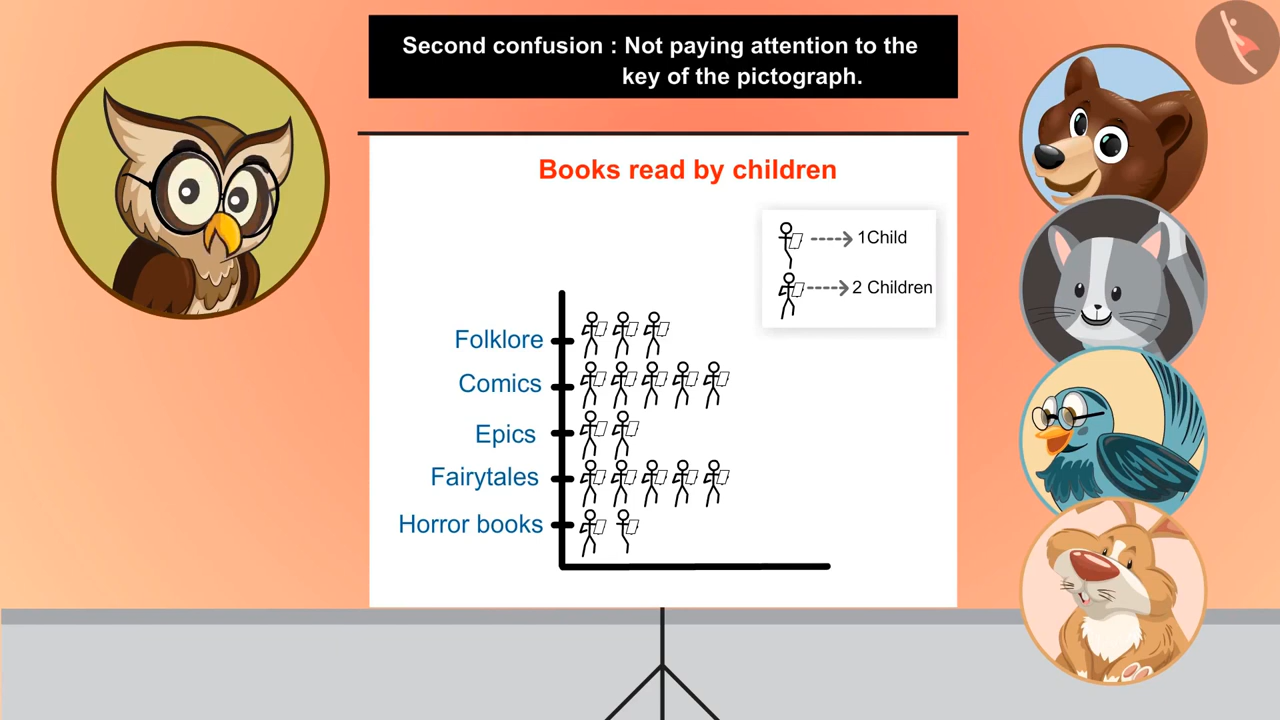 Second confusion : Not paying attention to the
key of the pictograph.
Books read by children
1Child
2 Children
Folklore
Comics
Epics
Fairytales
Horror books